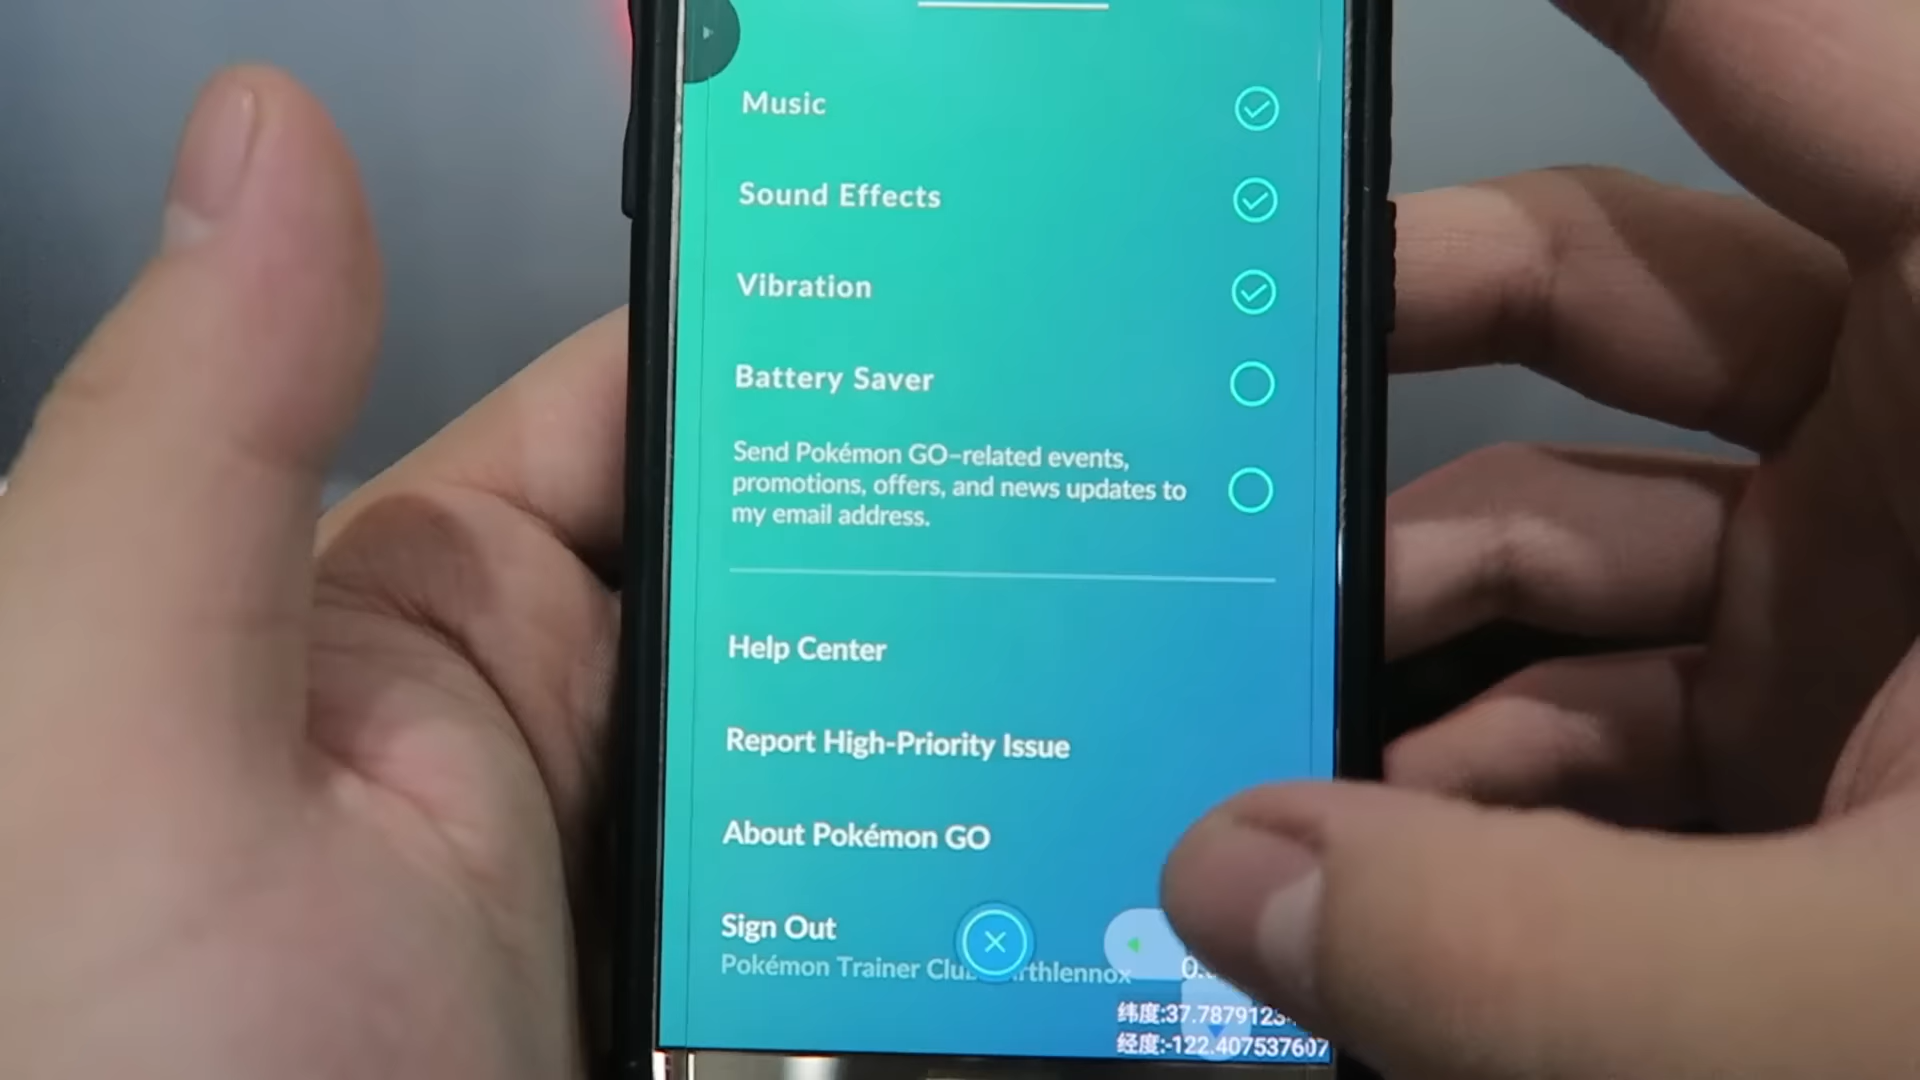 Music
Sound Effects
Vibration
Battery Saver
Send Pokémon GO-related events,
promotions, offers, and news updates to
my email address.
Help Center
Report High-Priority Issue
About Pokémon GO
Sign Out
Pokémon Trainer
纬度:37.7879123
经度:-122.407537607